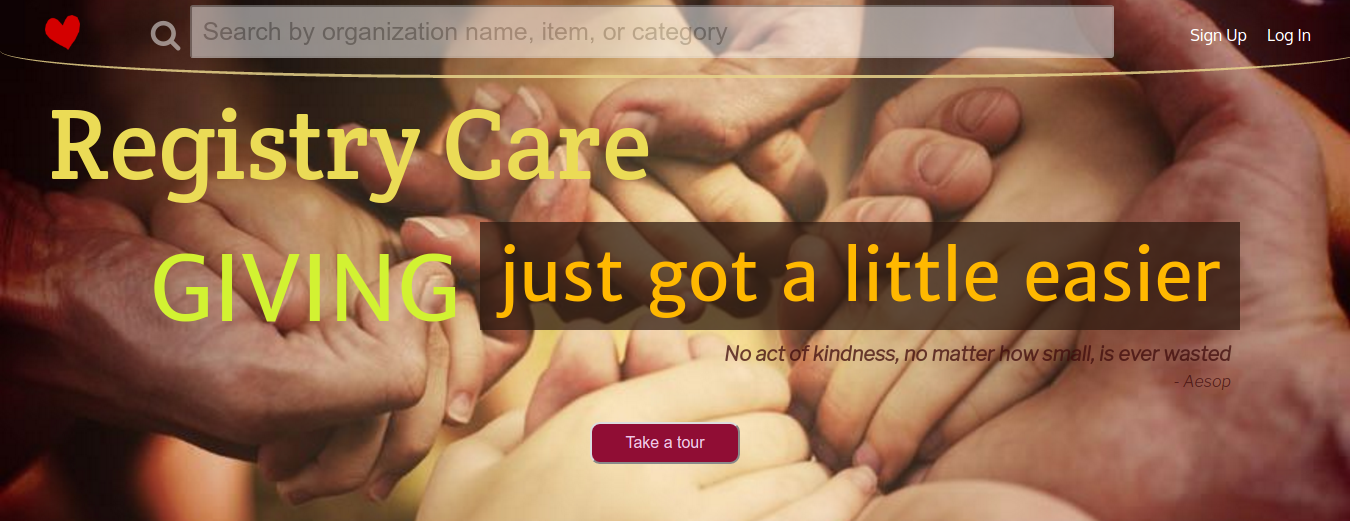 Search by organization name, item, or category
Sign Up Log In
Registry Care
GIVING just got a little easier
No act of kindness, no matter how small, is ever wasted
- Aesop
Take a tour